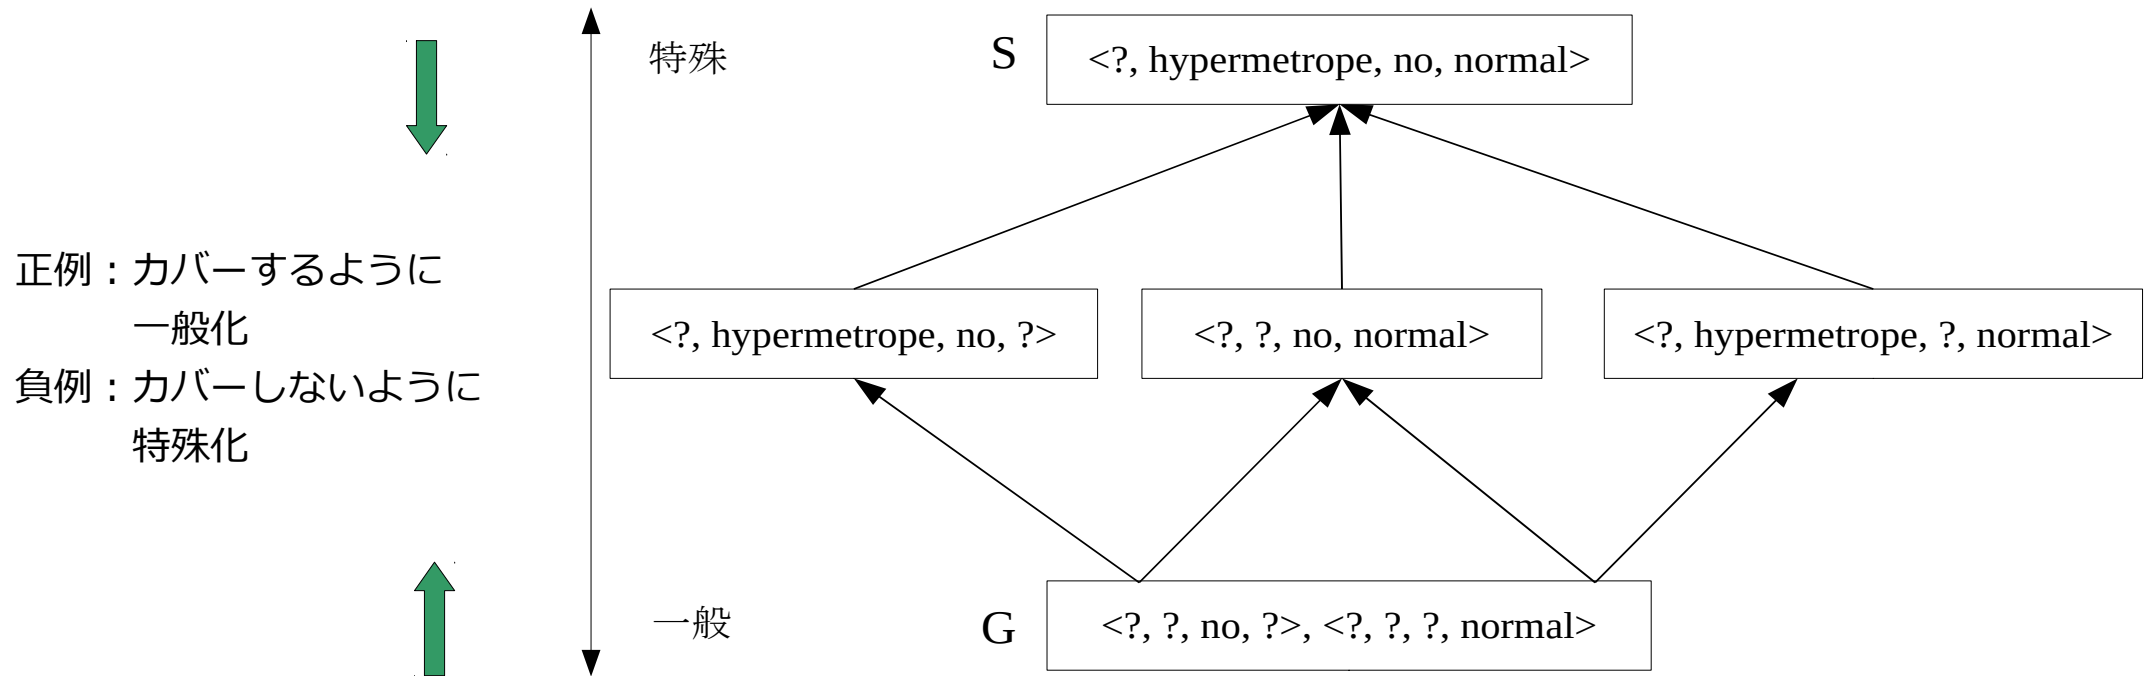 特殊
S
<?, hypermetrope, no, normal>
正例：カバーするように
一般化
負例：カバーしないように
特殊化
<?, hypermetrope, no, ?>
<?, ?, no, normal>
<?, hypermetrope, ?, normal>
一般
G
<?, ?, no, ?>, <?, ?, ?, normal>